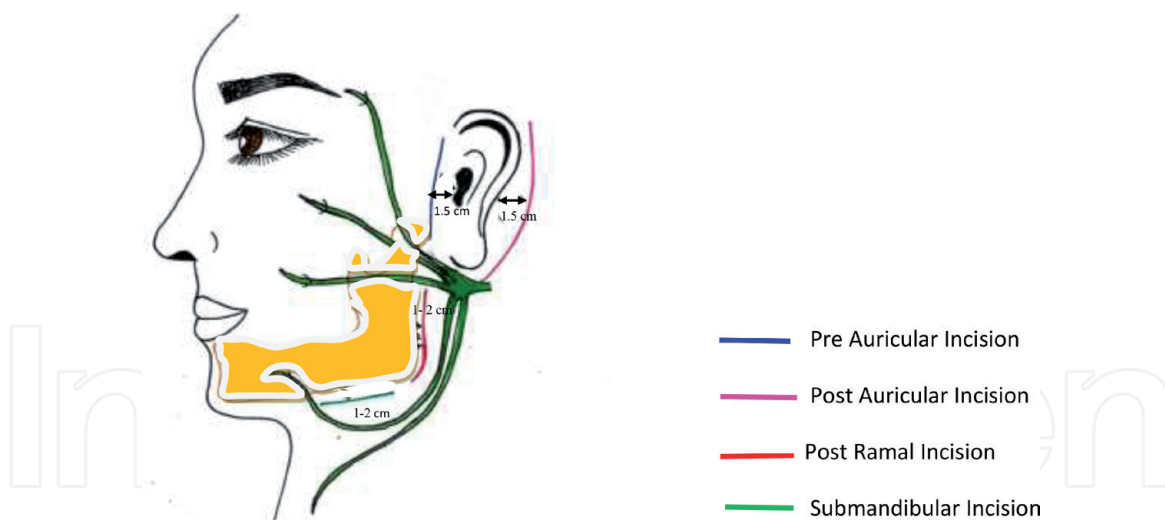 1.5 cm
1.5 cm
1- 2 cm
1-2 cm
Pre Auricular Incision
Post Auricular Incision
Post Ramal Incision
Submandibular Incision